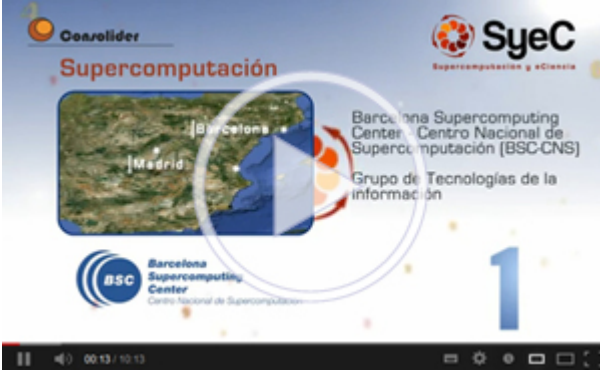 Consolider
SyeC
Supercomputación y eCiencia
Supercomputación
Barcelona
Madrid
Barcelona Supercomputing
Center - Centro Nacional de
Supercomputación (BSC-CNS)
Grupo de Tecnologías de la
información
BSC
Barcelona
Supercomputing
Center
Centro Nacional de Supercomputación
1
00:13 / 10:13